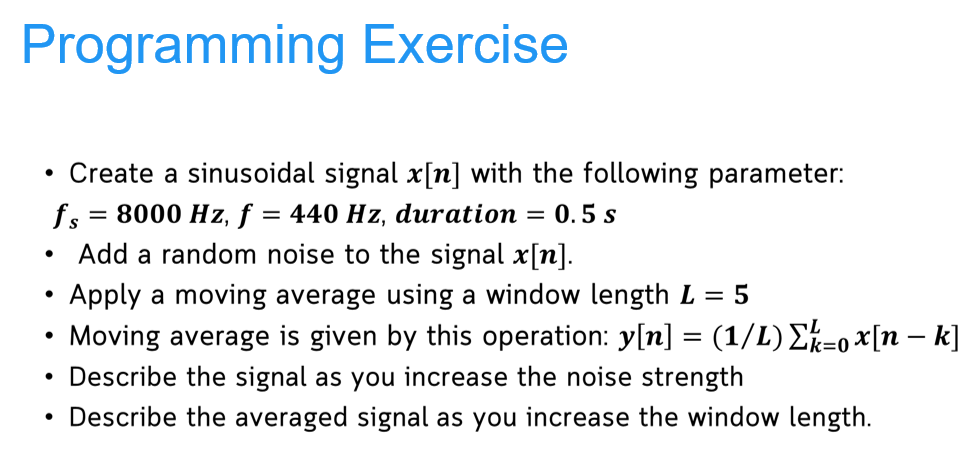 Programming Exercise
• Create a sinusoidal signal x[n] with the following parameter:
f_s = 8000 Hz, f = 440 Hz, duration = 0.5 s
• Add a random noise to the signal x[n].
• Apply a moving average using a window length L = 5
• Moving average is given by this operation: y[n] = (1/L) ∑_{k=0}^{L} x[n − k]
• Describe the signal as you increase the noise strength
• Describe the averaged signal as you increase the window length.